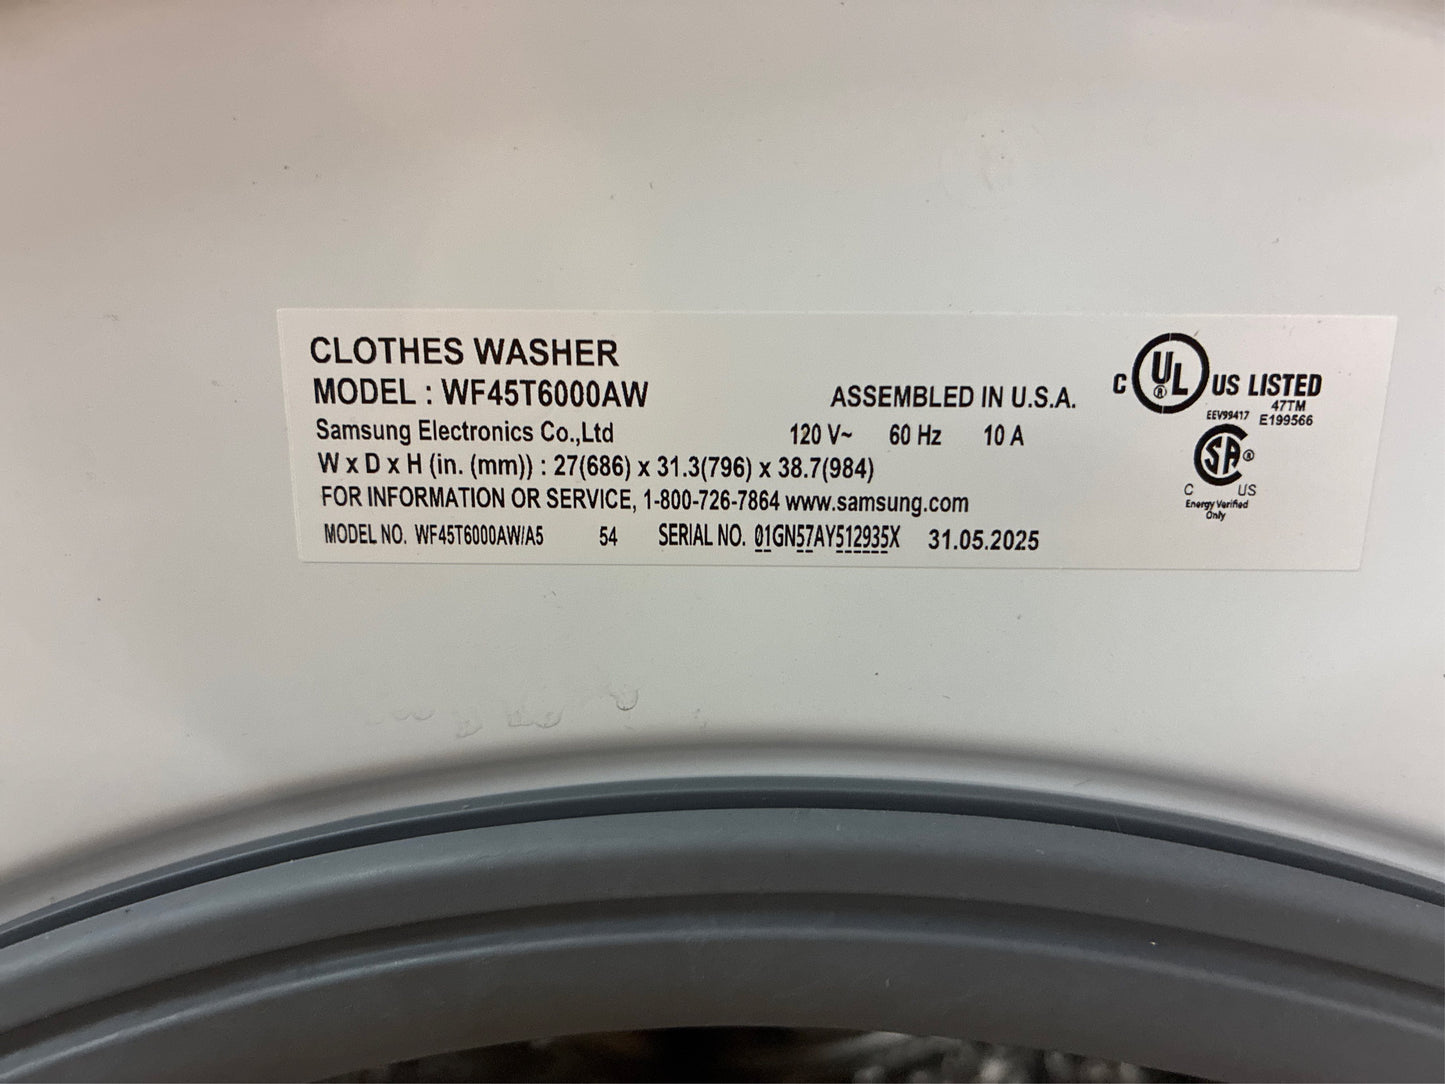 CLOTHES WASHER
MODEL : WF45T6000AW
ASSEMBLED IN U.S.A.
C UL ® US LISTED
47TM
EEV99417 E199566
Samsung Electronics Co.,Ltd
120 V~ 60 Hz 10 A
SA ®
C US
Energy Verified
Only
W x D x H (in. (mm)) : 27(686) x 31.3(796) x 38.7(984)
FOR INFORMATION OR SERVICE, 1-800-726-7864 www.samsung.com
MODEL NO. WF45T6000AW/A5 54 SERIAL NO. 01GN57AY512935X 31.05.2025